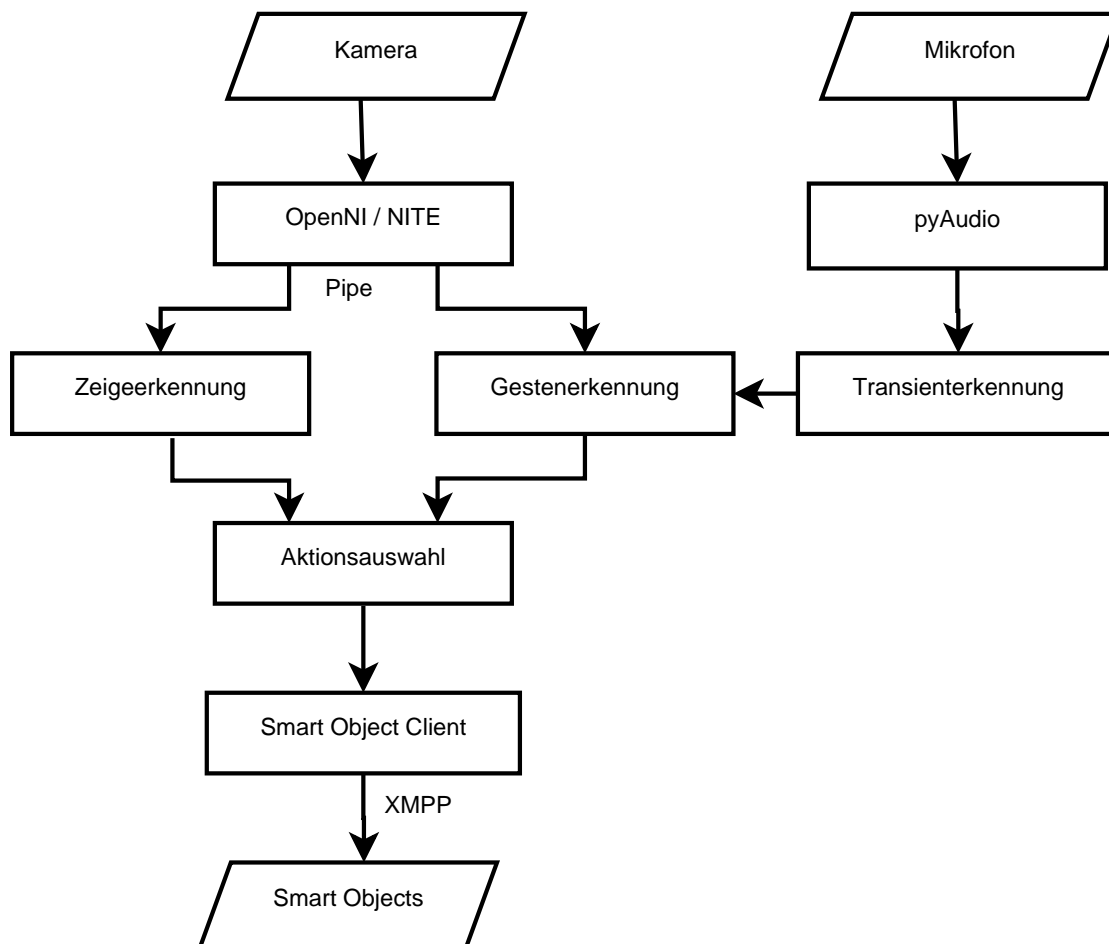 Kamera
Mikrofon
OpenNI / NITE
pyAudio
Pipe
Zeigeerkennung
Gestenerkennung
Transienterkennung
Aktionsauswahl
Smart Object Client
XMPP
Smart Objects